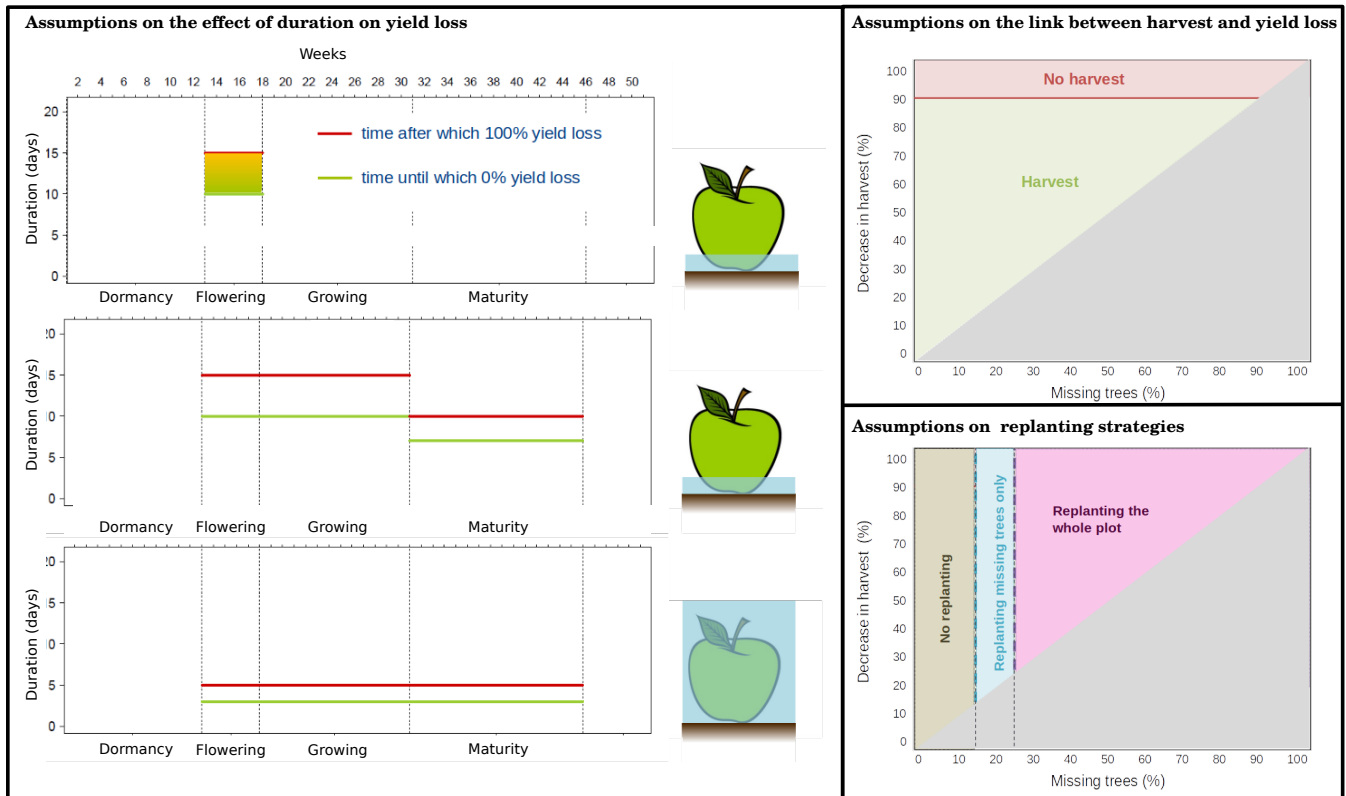 Assumptions on the effect of duration on yield loss
Weeks
2 4 6 8 10 12 14 16 18 20 22 24 26 28 30 32 34 36 38 40 42 44 46 48 50
Duration (days)
20
15
10
5
0
time after which 100% yield loss
time until which 0% yield loss
Dormancy Flowering Growing Maturity
Duration (days)
20
15
10
5
0
Dormancy Flowering Growing Maturity
Duration (days)
20
15
10
5
0
Dormancy Flowering Growing Maturity
Assumptions on the link between harvest and yield loss
Decrease in harvest (%)
100
90
80
70
60
50
40
30
20
10
0
No harvest
Harvest
0 10 20 30 40 50 60 70 80 90 100
Missing trees (%)
Assumptions on replanting strategies
Decrease in harvest (%)
100
90
80
70
60
50
40
30
20
10
0
No replanting
Replanting missing trees only
Replanting the
whole plot
0 10 20 30 40 50 60 70 80 90 100
Missing trees (%)